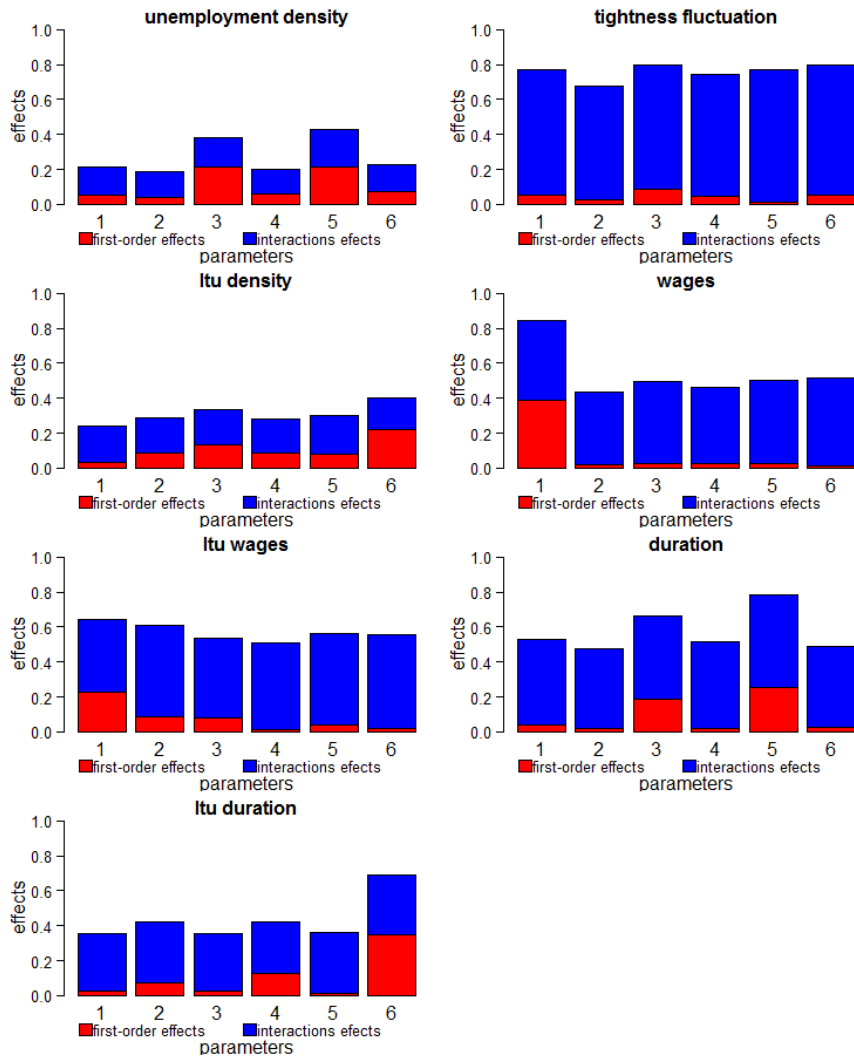 unemployment density
effects
1.0
0.8
0.6
0.4
0.2
0.0
1 2 3 4 5 6
first-order effects interactions efects
parameters
tightness fluctuation
effects
1.0
0.8
0.6
0.4
0.2
0.0
1 2 3 4 5 6
first-order effects interactions efects
parameters
ltu density
effects
1.0
0.8
0.6
0.4
0.2
0.0
1 2 3 4 5 6
first-order effects interactions efects
parameters
wages
effects
1.0
0.8
0.6
0.4
0.2
0.0
1 2 3 4 5 6
first-order effects interactions efects
parameters
ltu wages
effects
1.0
0.8
0.6
0.4
0.2
0.0
1 2 3 4 5 6
first-order effects interactions efects
parameters
duration
effects
1.0
0.8
0.6
0.4
0.2
0.0
1 2 3 4 5 6
first-order effects interactions efects
parameters
ltu duration
effects
1.0
0.8
0.6
0.4
0.2
0.0
1 2 3 4 5 6
first-order effects interactions efects
parameters